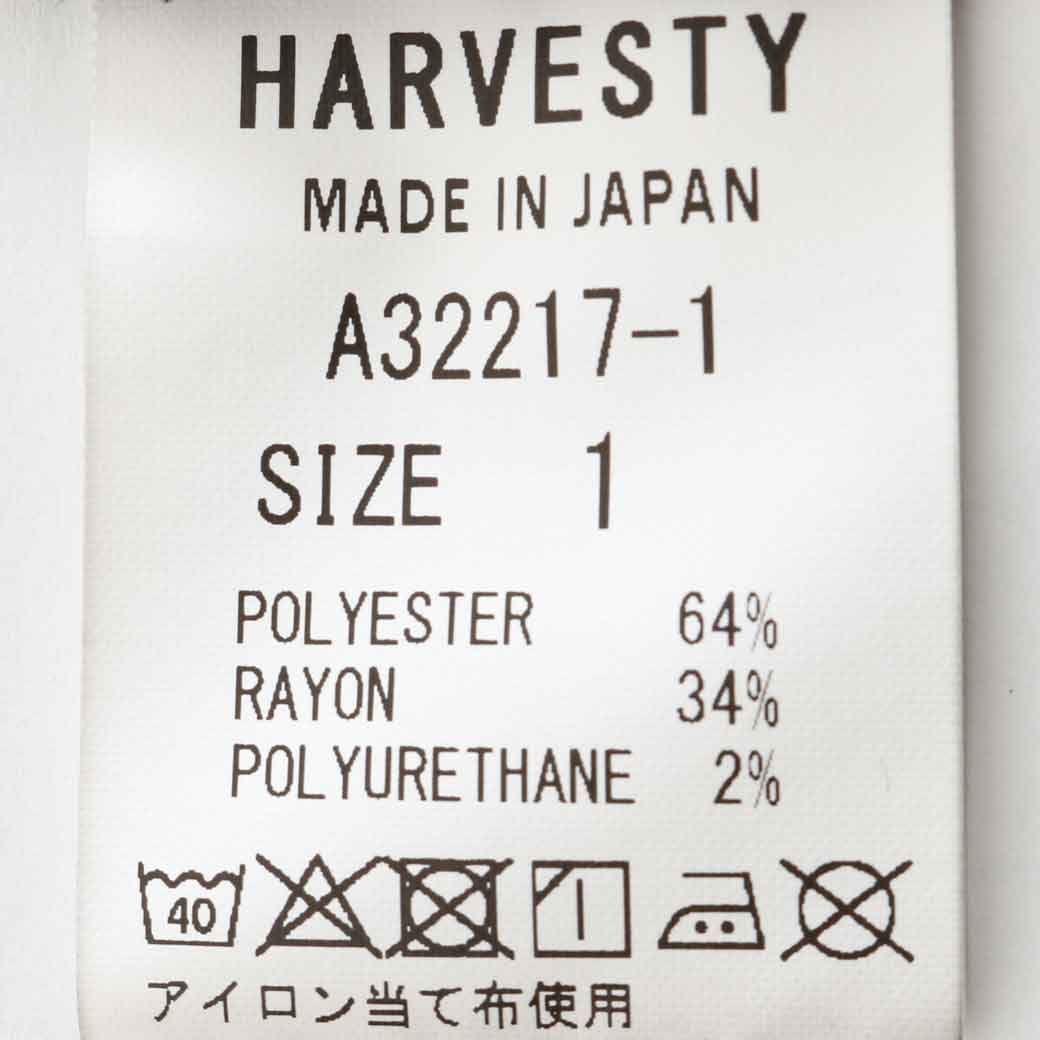 HARVESTY
MADE IN JAPAN
A32217-1
SIZE 1
POLYESTER 64%
RAYON 34%
POLYURETHANE 2%
40
アイロン当て布使用